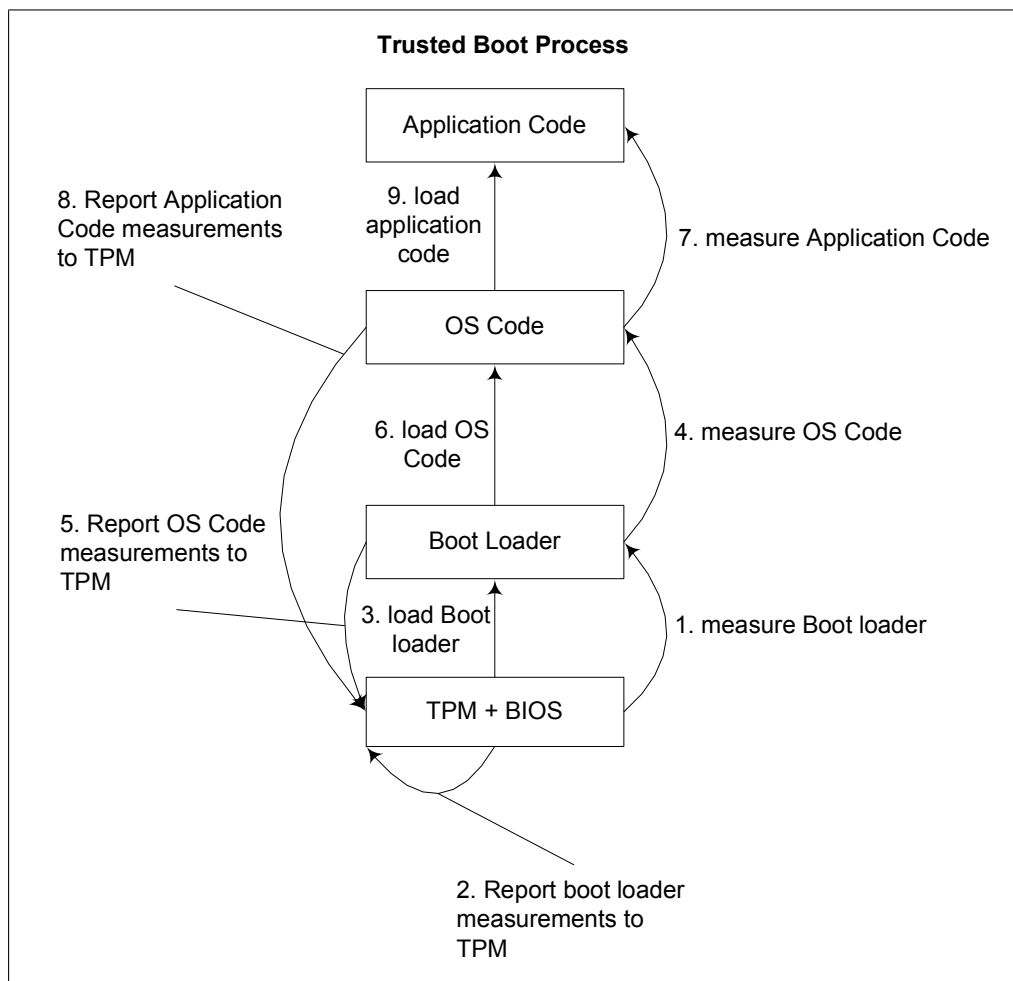 Trusted Boot Process
Application Code
8. Report Application
Code measurements
to TPM
9. load
application
code
7. measure Application Code
OS Code
6. load OS
Code
4. measure OS Code
5. Report OS Code
measurements to
TPM
Boot Loader
3. load Boot
loader
1. measure Boot loader
TPM + BIOS
2. Report boot loader
measurements to
TPM